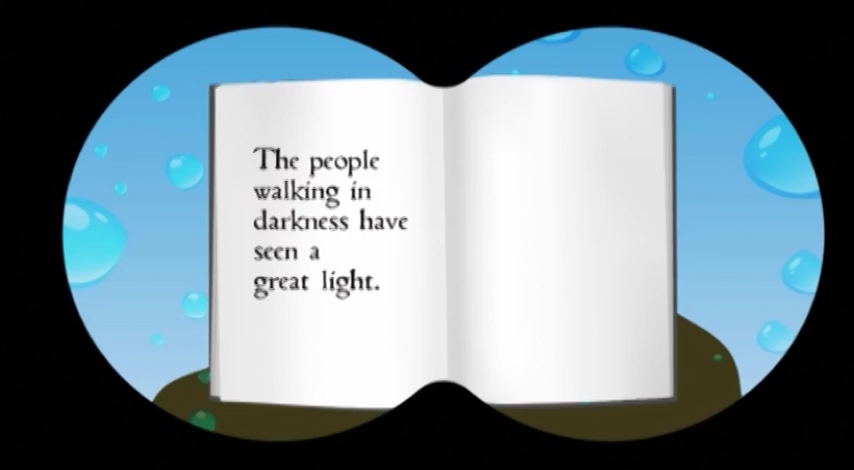 The people
walking in
darkness have
seen a
great light.